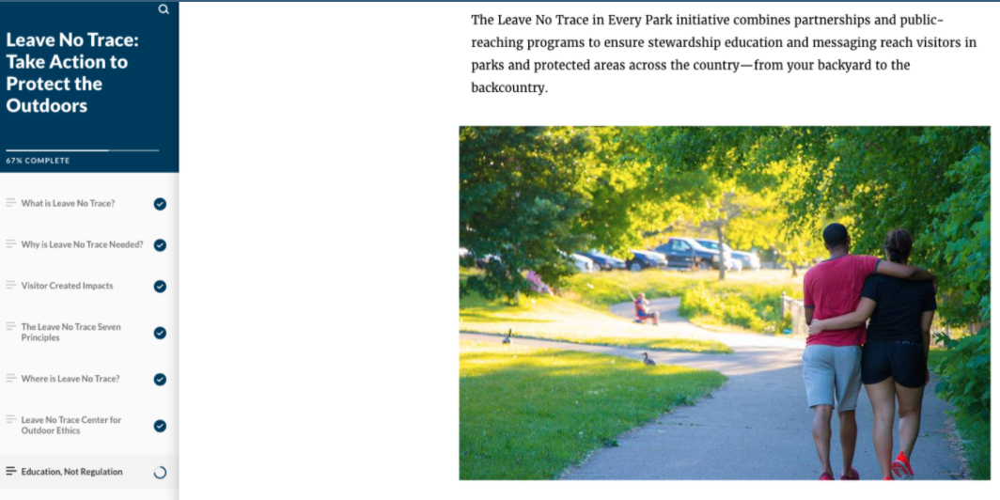 Leave No Trace:
Take Action to
Protect the
Outdoors
67% COMPLETE
What is Leave No Trace?
Why is Leave No Trace Needed?
Visitor Created Impacts
The Leave No Trace Seven
Principles
Where is Leave No Trace?
Leave No Trace Center for
Outdoor Ethics
Education, Not Regulation
The Leave No Trace in Every Park initiative combines partnerships and public-
reaching programs to ensure stewardship education and messaging reach visitors in
parks and protected areas across the country—from your backyard to the
backcountry.